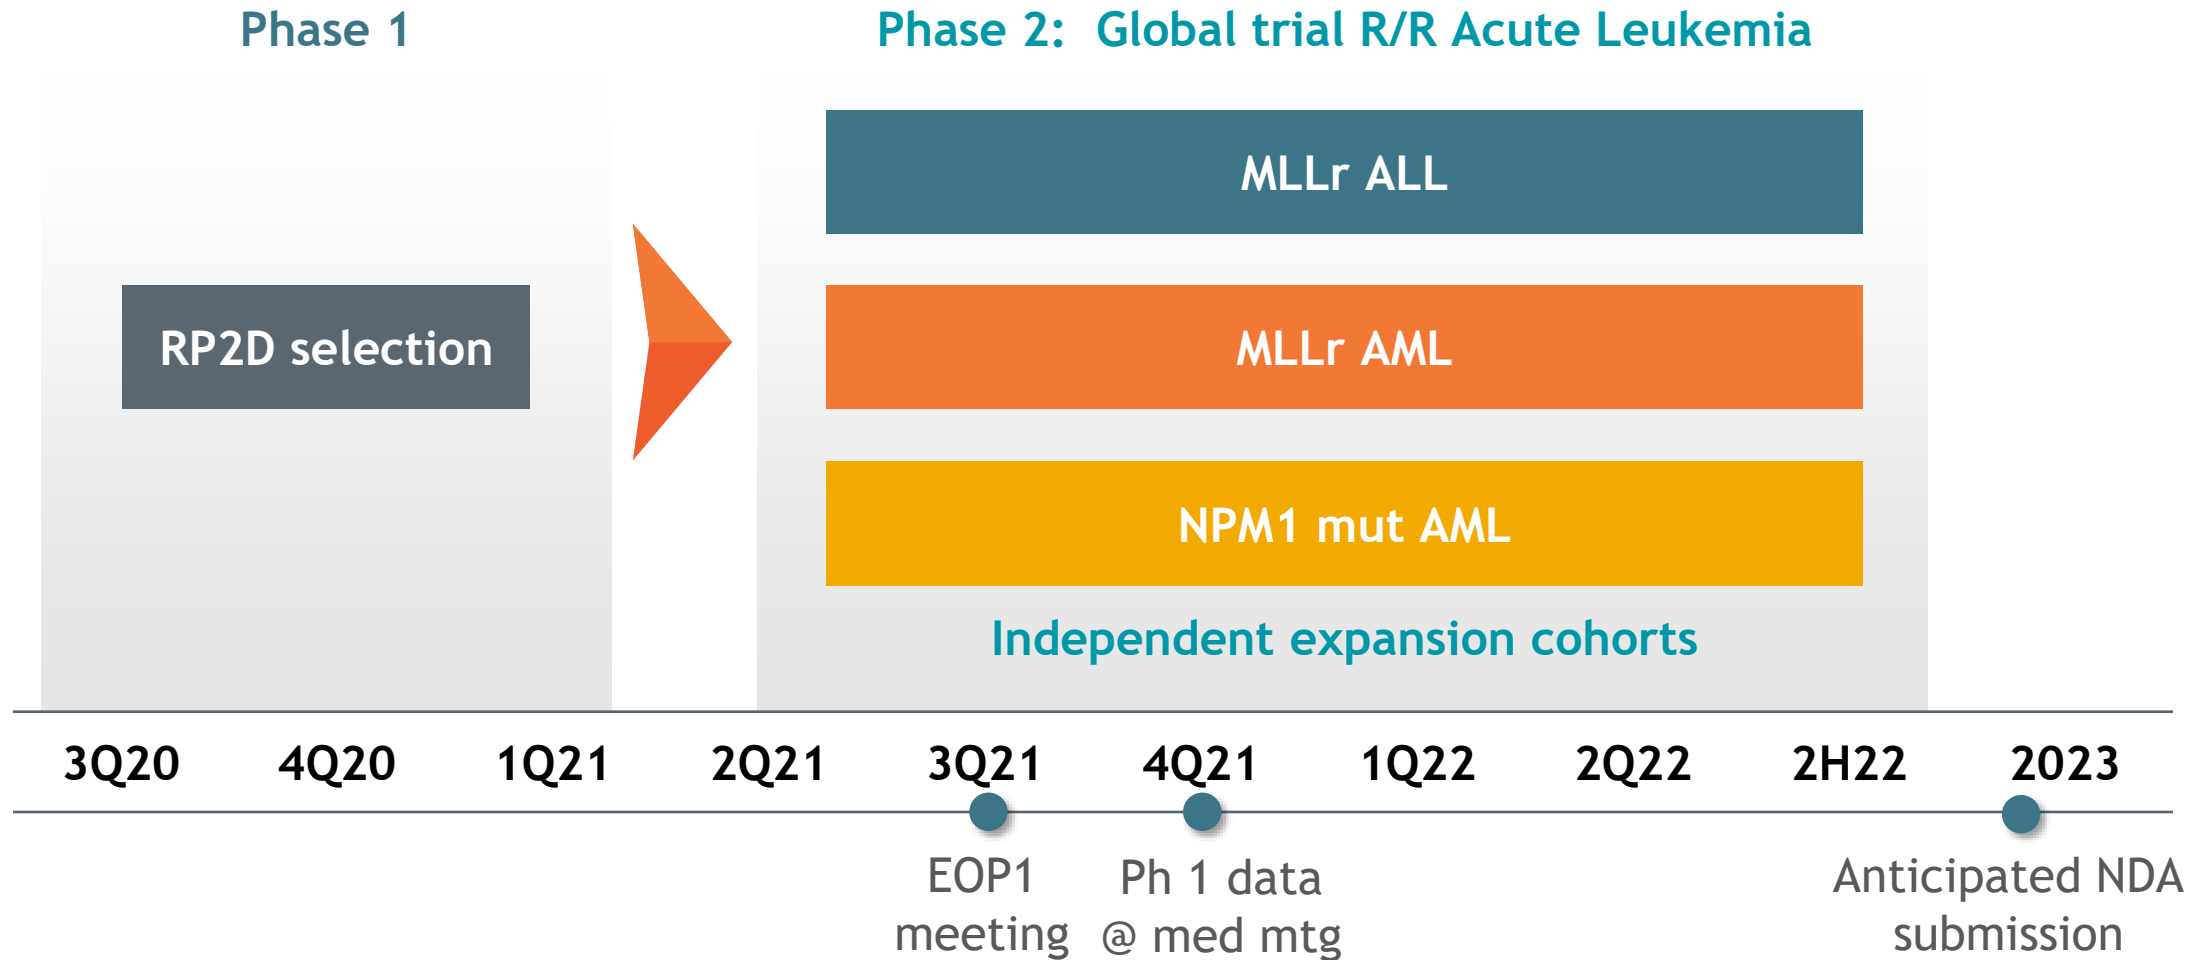 Phase 1
Phase 2: Global trial R/R Acute Leukemia
MLLr ALL
RP2D selection
MLLr AML
NPM1 mut AML
Independent expansion cohorts
3Q20 4Q20 1Q21 2Q21 3Q21 4Q21 1Q22 2Q22 2H22 2023
EOP1
meeting
Ph 1 data
@ med mtg
Anticipated NDA
submission